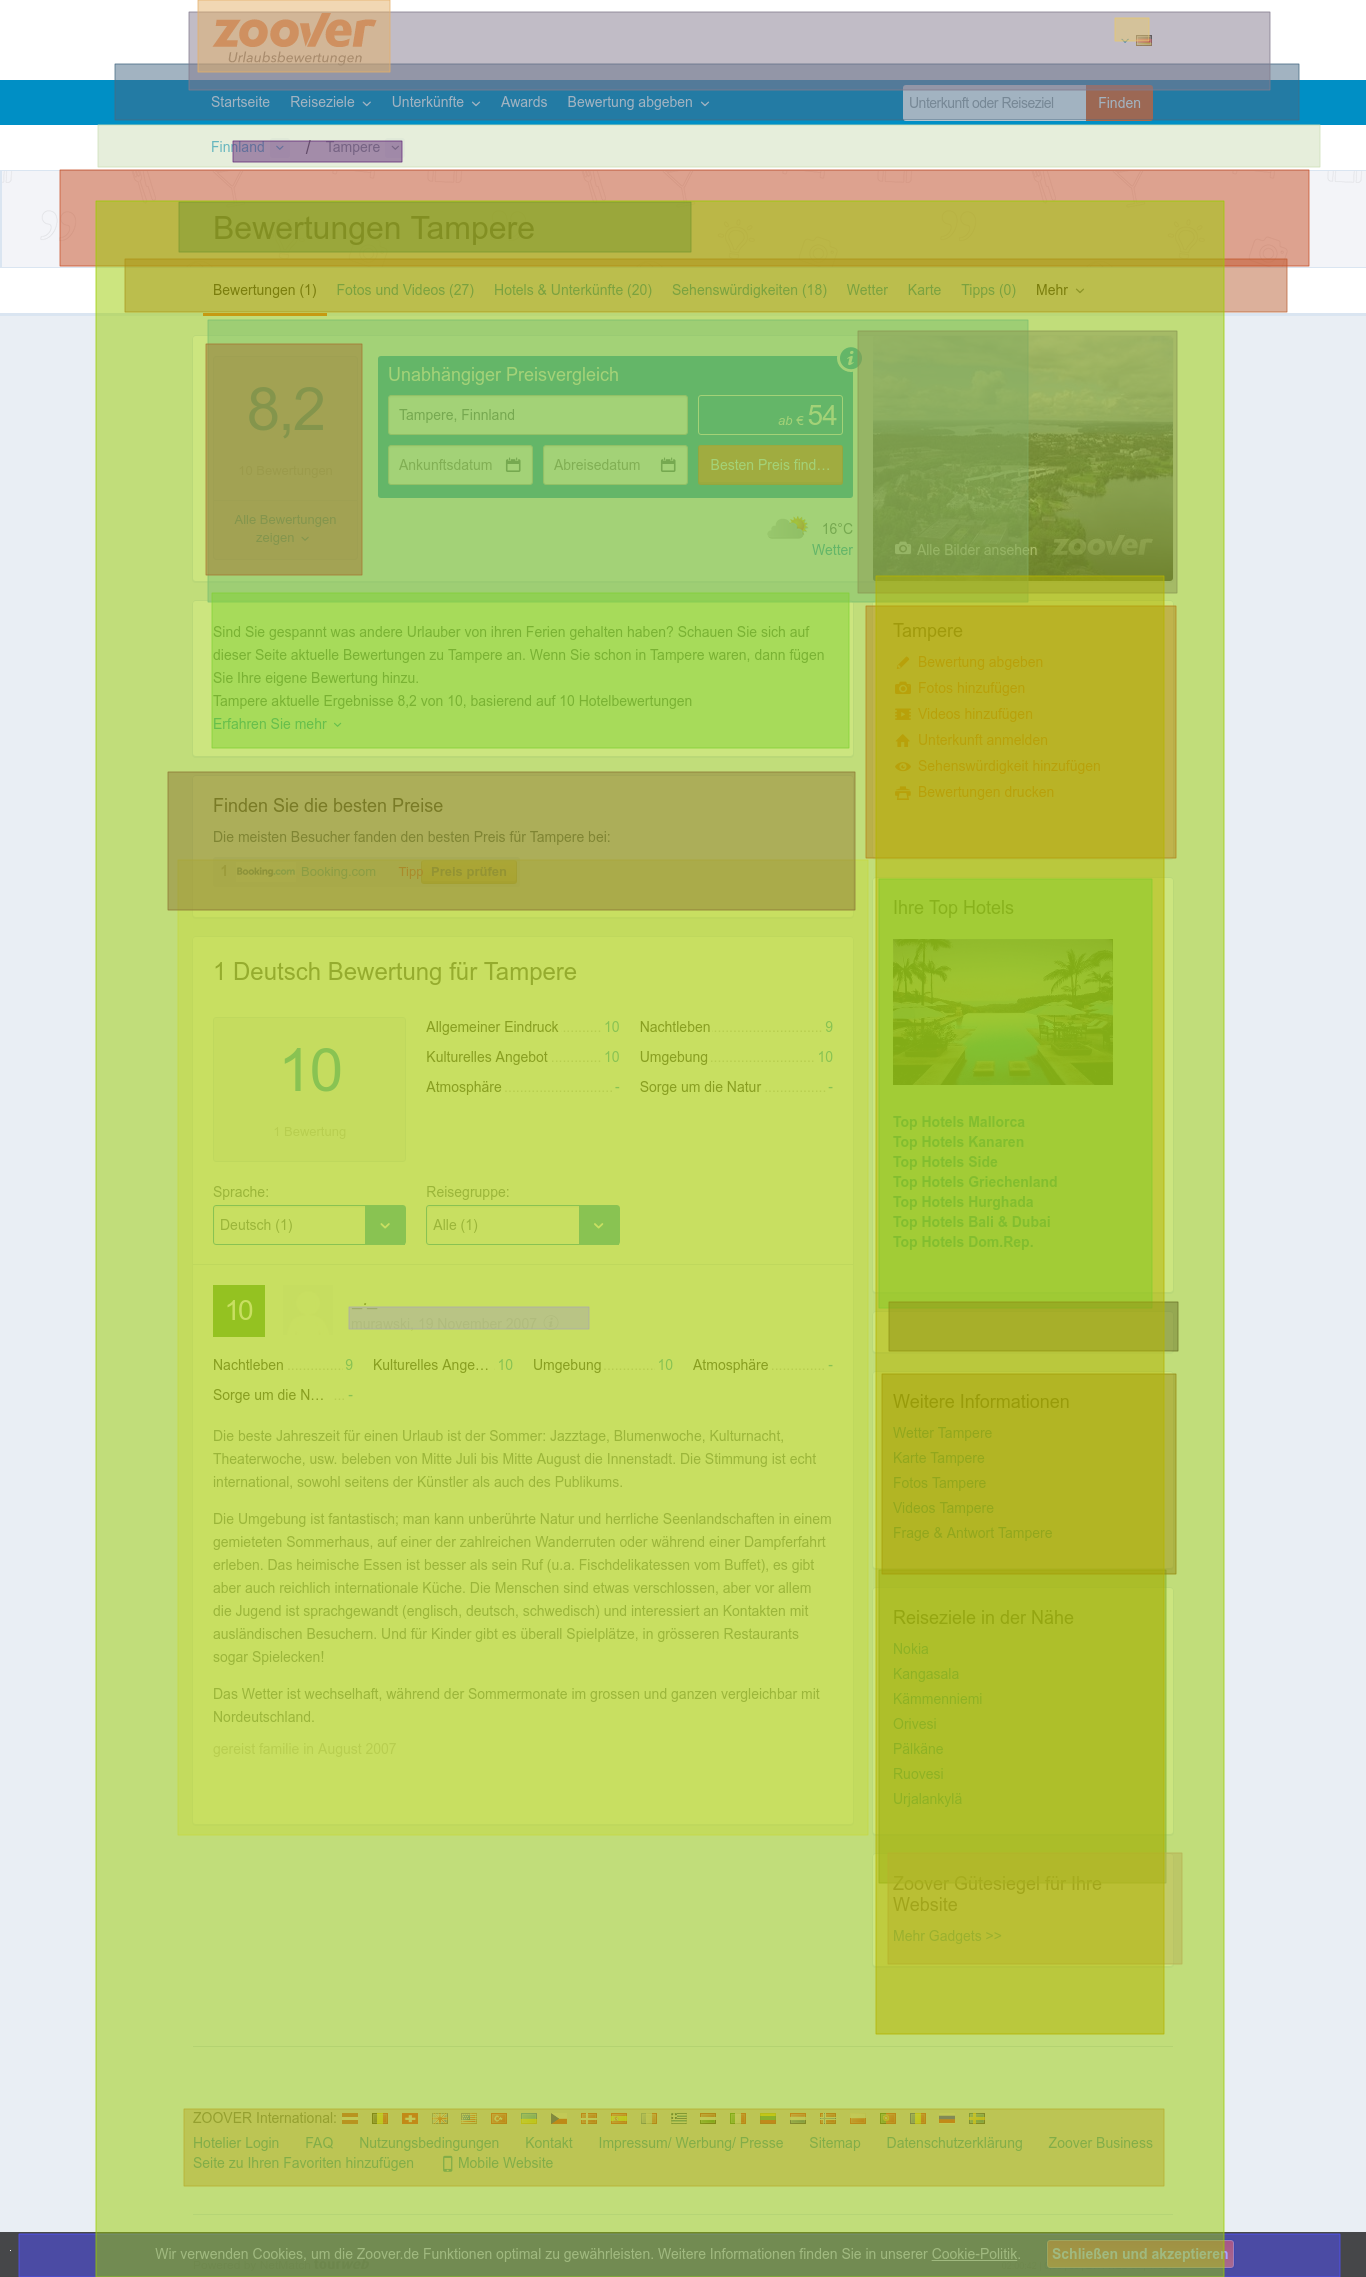 zoover
Urlaubsbewertungen
Startseite Reiseziele Unterkünfte Awards Bewertung abgeben Unterkunft oder Reiseziel Finden
Finnland / Tampere
Bewertungen Tampere
Bewertungen (1) Fotos und Videos (27) Hotels & Unterkünfte (20) Sehenswürdigkeiten (18) Wetter Karte Tipps (0) Mehr
8,2
10 Bewertungen
Alle Bewertungen
zeigen
Unabhängiger Preisvergleich
Tampere, Finnland
ab € 54
Ankunftsdatum Abreisedatum Besten Preis find...
16°C
Wetter
Alle Bilder ansehen zoover
Sind Sie gespannt was andere Urlauber von ihren Ferien gehalten haben? Schauen Sie sich auf
dieser Seite aktuelle Bewertungen zu Tampere an. Wenn Sie schon in Tampere waren, dann fügen
Sie Ihre eigene Bewertung hinzu.
Tampere aktuelle Ergebnisse 8,2 von 10, basierend auf 10 Hotelbewertungen
Erfahren Sie mehr
Tampere
Bewertung abgeben
Fotos hinzufügen
Videos hinzufügen
Unterkunft anmelden
Sehenswürdigkeit hinzufügen
Bewertungen drucken
Finden Sie die besten Preise
Die meisten Besucher fanden den besten Preis für Tampere bei:
1 Booking.com Booking.com Tipp Preis prüfen
Ihre Top Hotels
Top Hotels Mallorca
Top Hotels Kanaren
Top Hotels Side
Top Hotels Griechenland
Top Hotels Hurghada
Top Hotels Bali & Dubai
Top Hotels Dom.Rep.
1 Deutsch Bewertung für Tampere
10
1 Bewertung
Allgemeiner Eindruck 10 Nachtleben 9
Kulturelles Angebot 10 Umgebung 10
Atmosphäre - Sorge um die Natur -
Sprache: Reisegruppe:
Deutsch (1) Alle (1)
10
murawski, 10 November 2007
Nachtleben 9 Kulturelles Ange... 10 Umgebung 10 Atmosphäre -
Sorge um die N... -
Die beste Jahreszeit für einen Urlaub ist der Sommer: Jazztage, Blumenwoche, Kulturnacht,
Theaterwoche, usw. beleben von Mitte Juli bis Mitte August die Innenstadt. Die Stimmung ist echt
international, sowohl seitens der Künstler als auch des Publikums.
Die Umgebung ist fantastisch; man kann unberührte Natur und herrliche Seenlandschaften in einem
gemieteten Sommerhaus, auf einer der zahlreichen Wanderruten oder während einer Dampferfahrt
erleben. Das heimische Essen ist besser als sein Ruf (u.a. Fischdelikatessen vom Buffet), es gibt
aber auch reichlich internationale Küche. Die Menschen sind etwas verschlossen, aber vor allem
die Jugend ist sprachgewandt (englisch, deutsch, schwedisch) und interessiert an Kontakten mit
ausländischen Besuchern. Und für Kinder gibt es überall Spielplätze, in grösseren Restaurants
sogar Spielecken!
Das Wetter ist wechselhaft, während der Sommermonate im grossen und ganzen vergleichbar mit
Nordeutschland.
gereist familie in August 2007
Weitere Informationen
Wetter Tampere
Karte Tampere
Fotos Tampere
Videos Tampere
Frage & Antwort Tampere
Reiseziele in der Nähe
Nokia
Kangasala
Kämmenniemi
Orivesi
Pälkäne
Ruovesi
Urjalankylä
Zoover Gütesiegel für Ihre
Website
Mehr Gadgets >>
ZOOVER International:
Hotelier Login FAQ Nutzungsbedingungen Kontakt Impressum/ Werbung/ Presse Sitemap Datenschutzerklärung Zoover Business
Seite zu Ihren Favoriten hinzufügen Mobile Website
Wir verwenden Cookies, um die Zoover.de Funktionen optimal zu gewährleisten. Weitere Informationen finden Sie in unserer Cookie-Politik. Schließen und akzeptieren